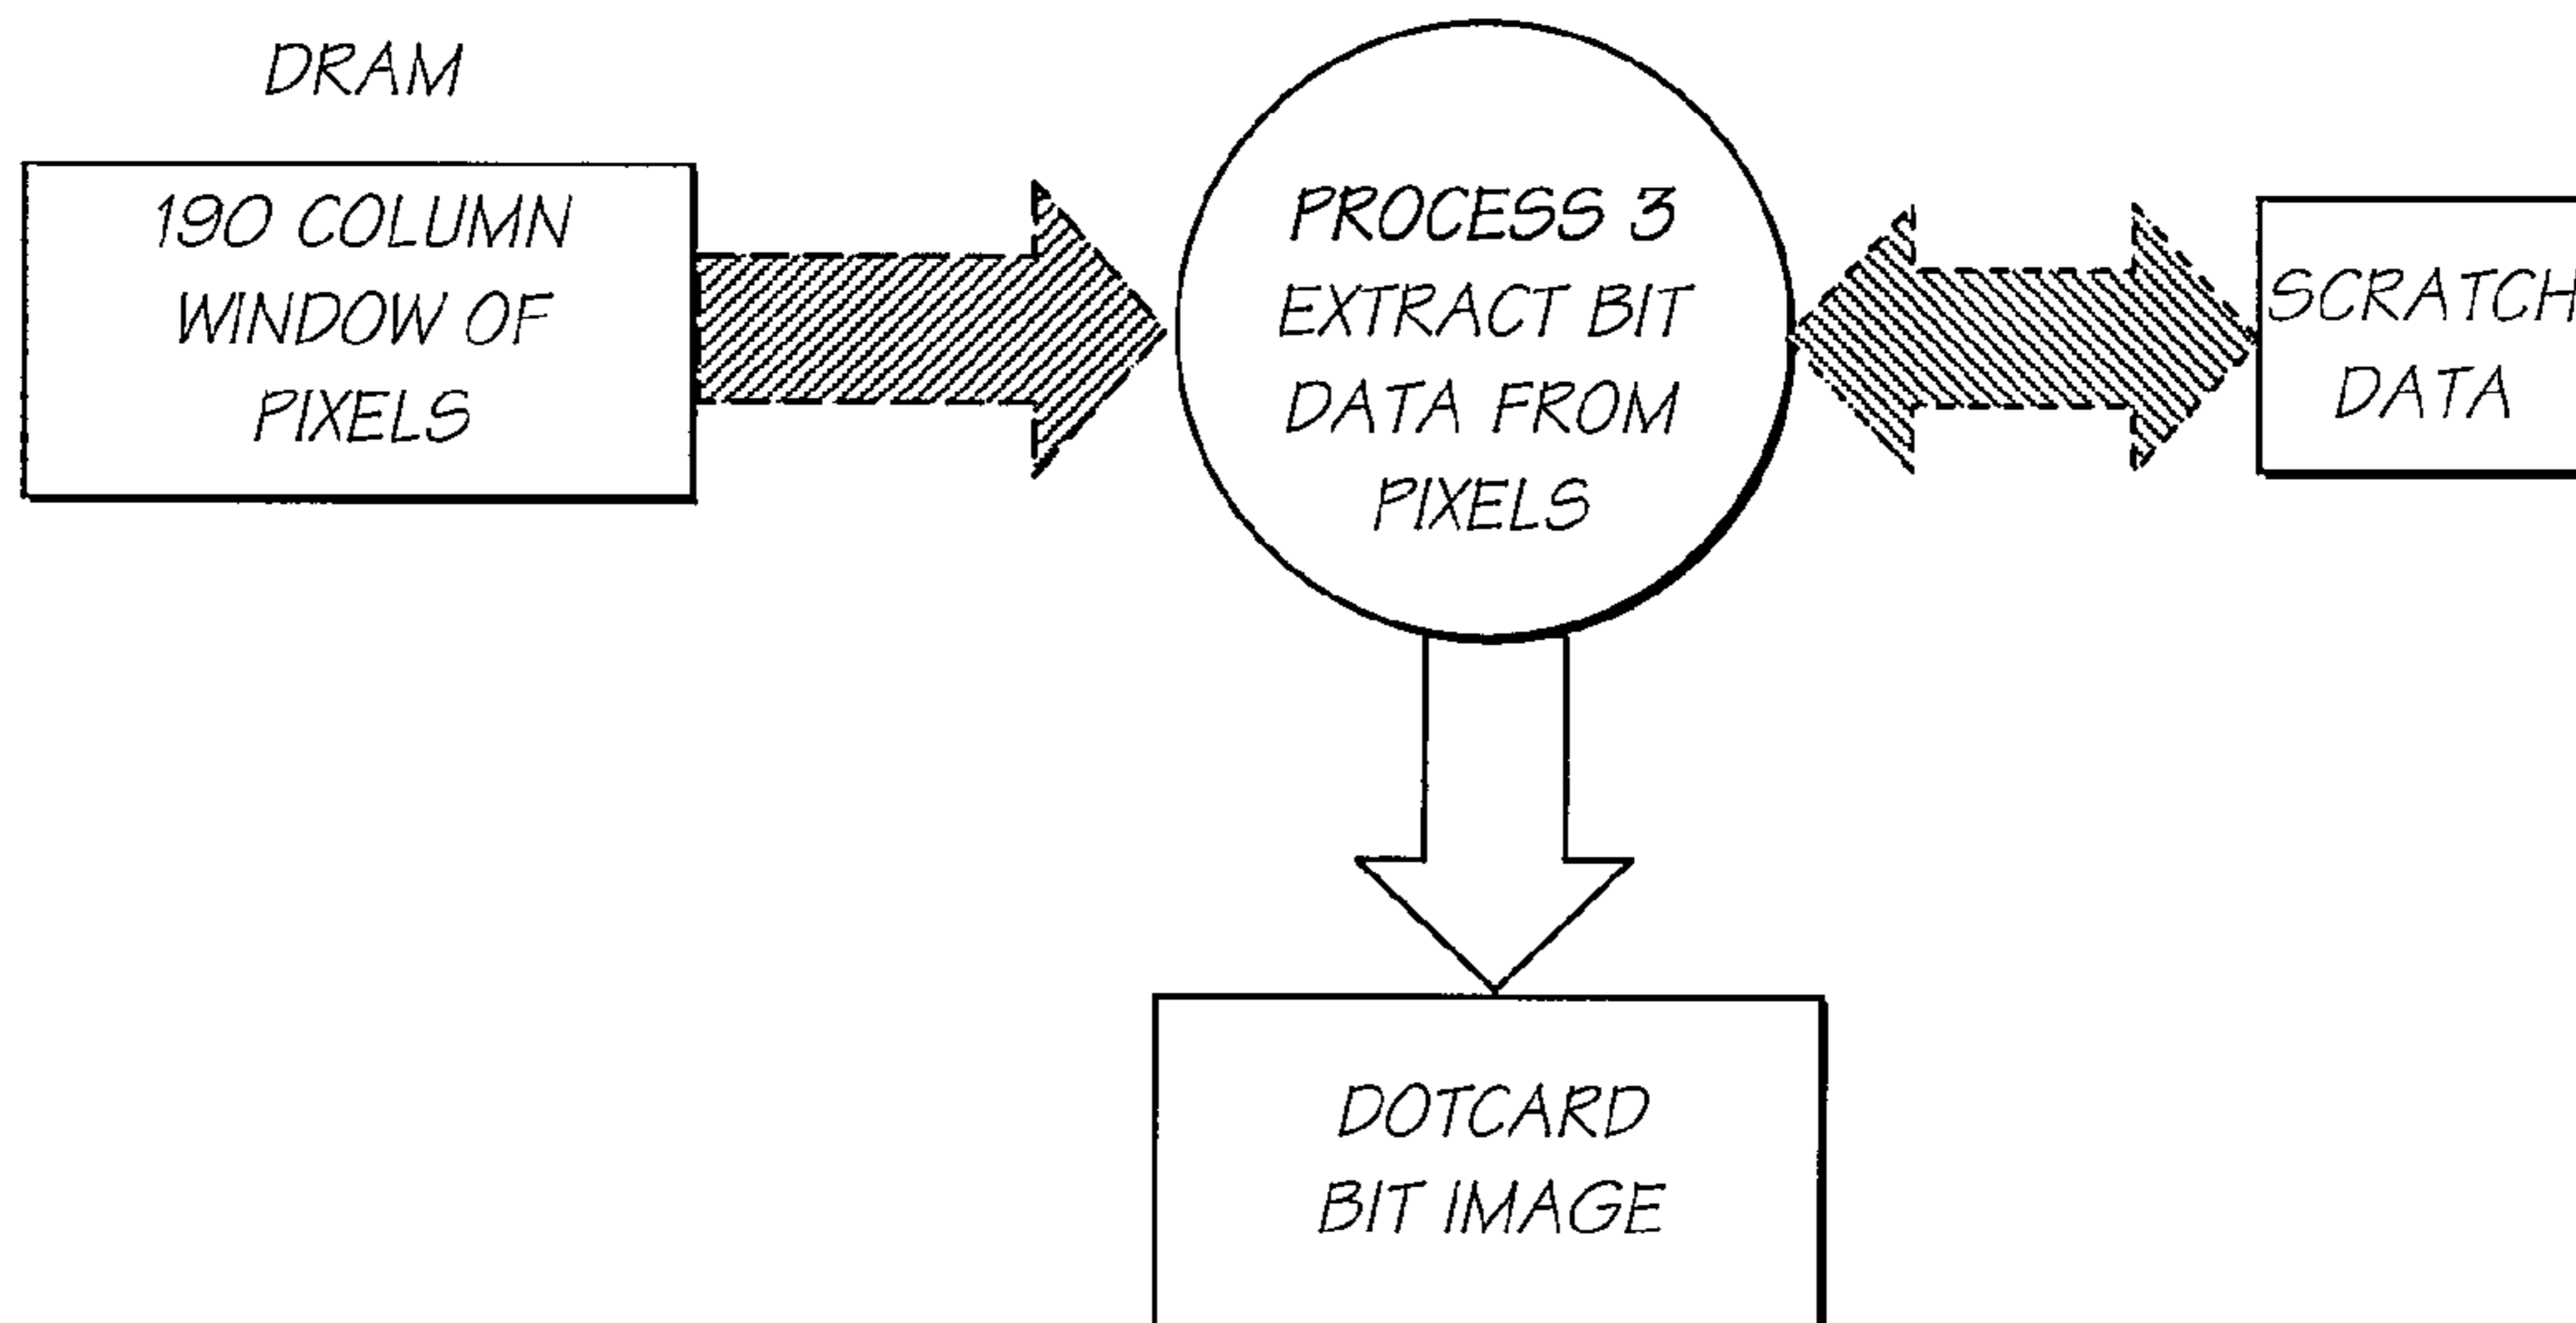 DRAM
190 COLUMN
WINDOW OF
PIXELS
PROCESS 3
EXTRACT BIT
DATA FROM
PIXELS
SCRATCH
DATA
DOTCARD
BIT IMAGE